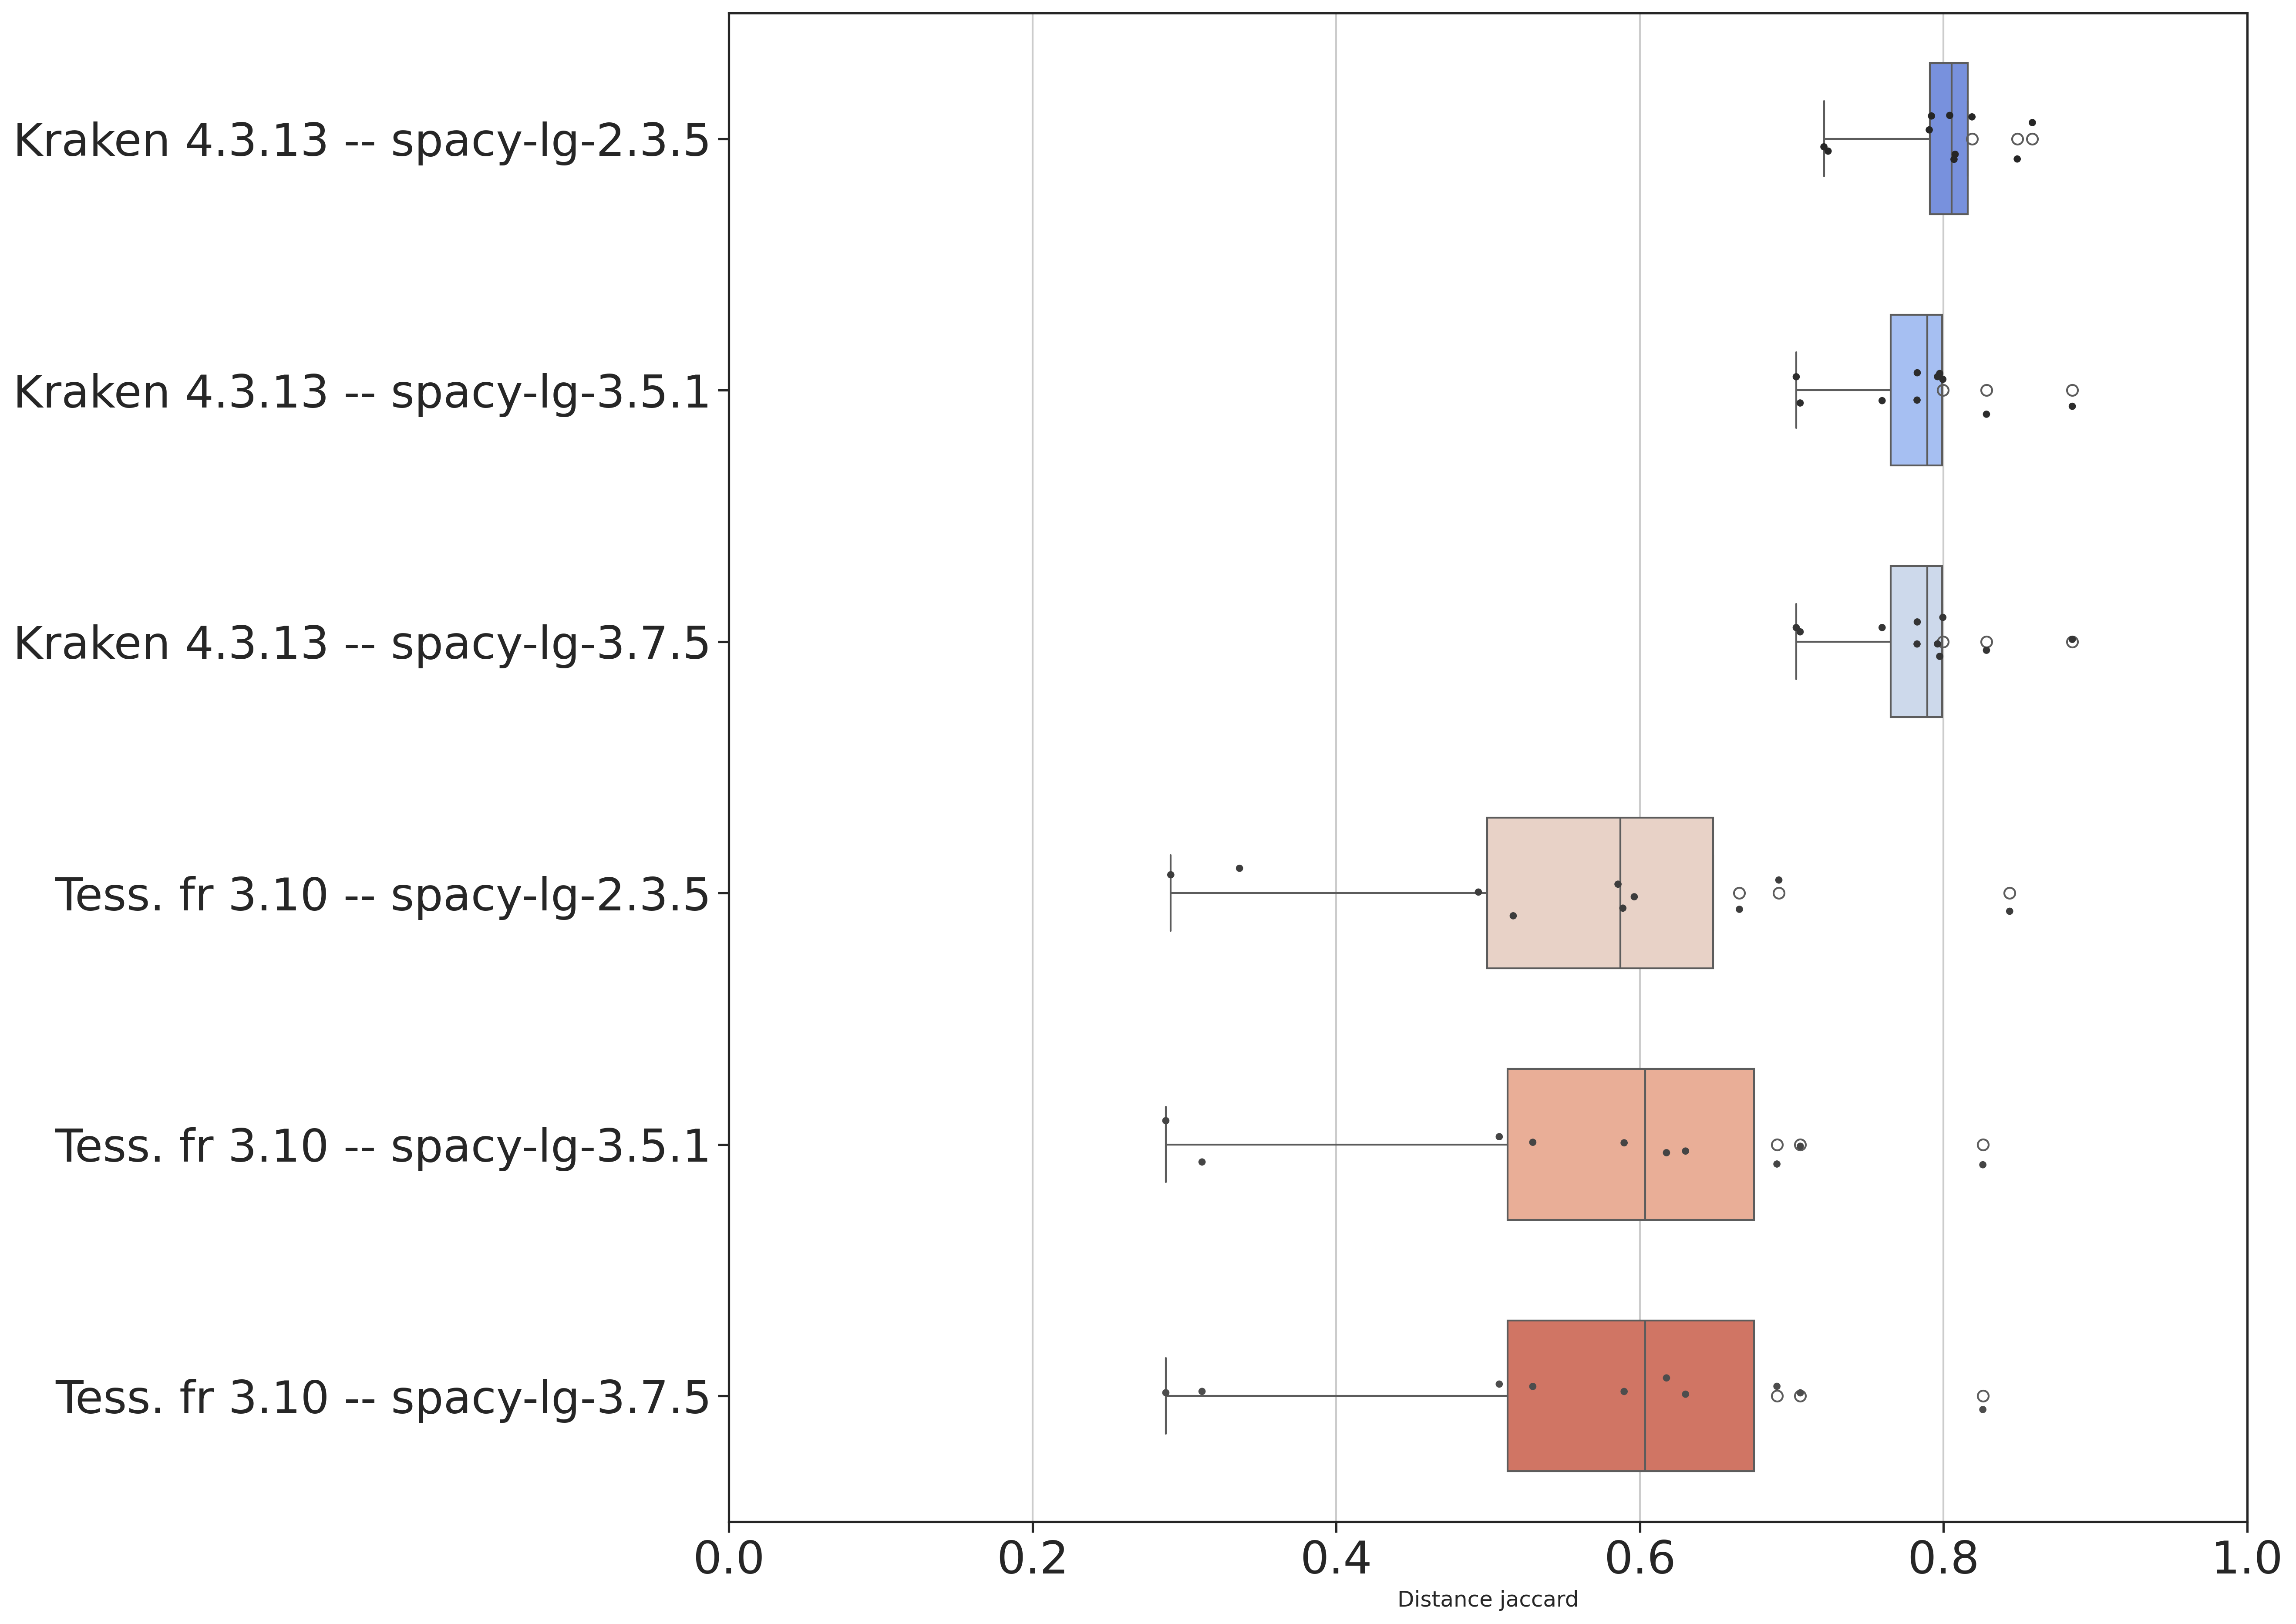 Kraken 4.3.13 -- spacy-lg-2.3.5
Kraken 4.3.13 -- spacy-lg-3.5.1
Kraken 4.3.13 -- spacy-lg-3.7.5
Tess. fr 3.10 -- spacy-lg-2.3.5
Tess. fr 3.10 -- spacy-lg-3.5.1
Tess. fr 3.10 -- spacy-lg-3.7.5
0.0 0.2 0.4 0.6 0.8 1.0
Distance jaccard